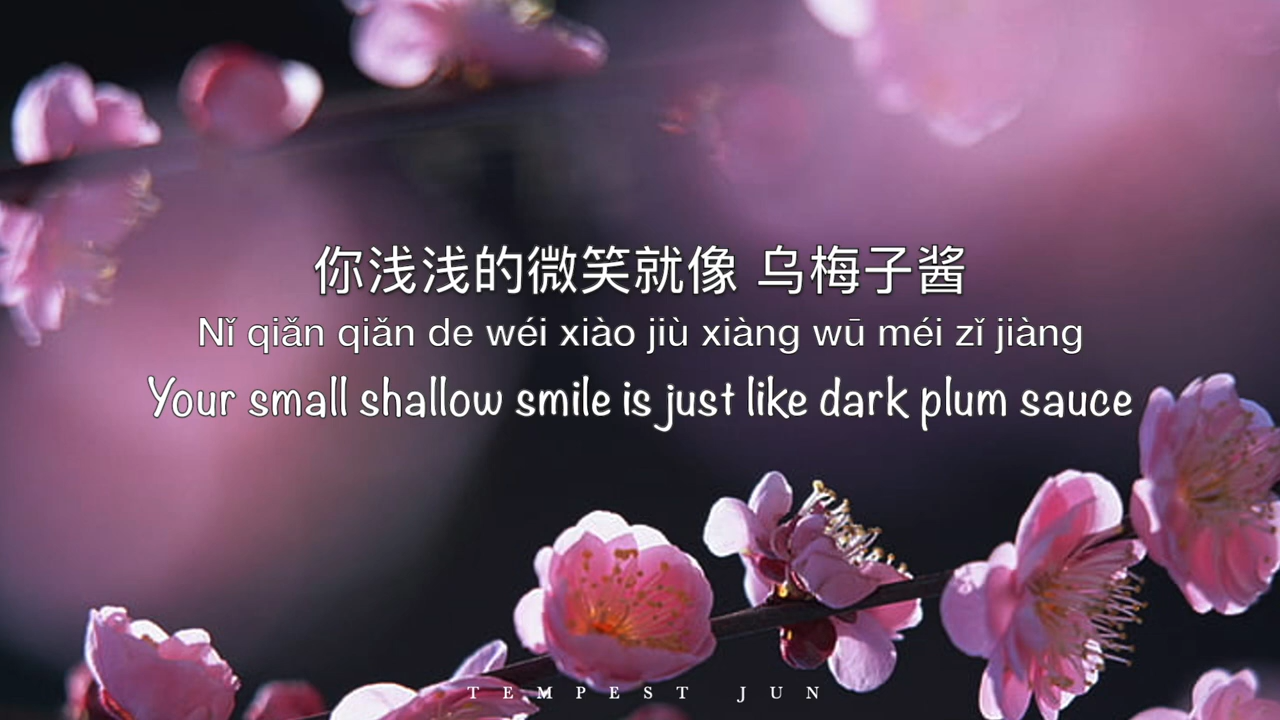 你浅浅的微笑就像 乌梅子酱
Nǐ qiǎn qiǎn de wéi xiào jiù xiàng wū méi zǐ jiàng
Your small shallow smile is just like dark plum sauce
TEMPEST JUN